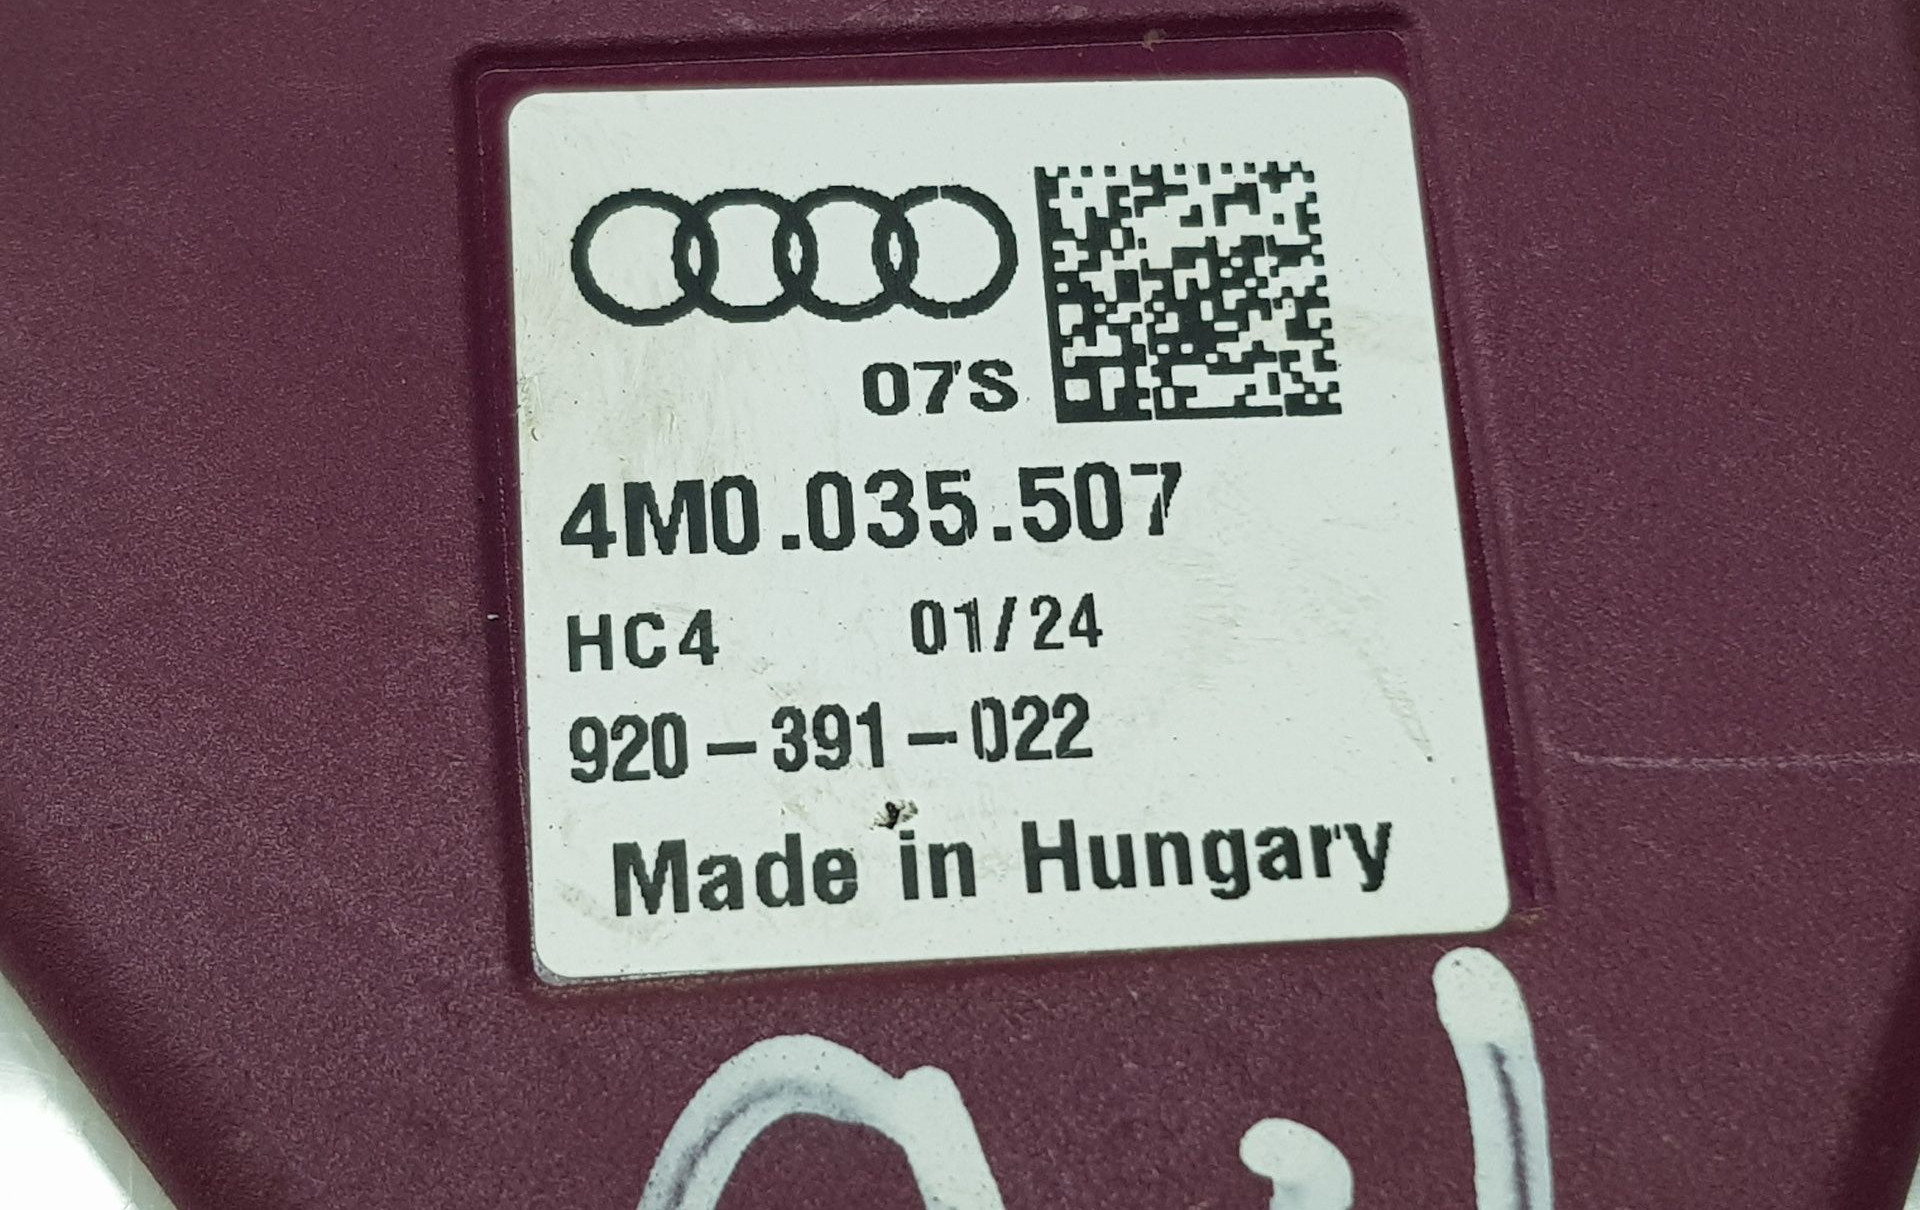 07S
4M0.035.507
HC4 01/24
920-391-022
Made in Hungary